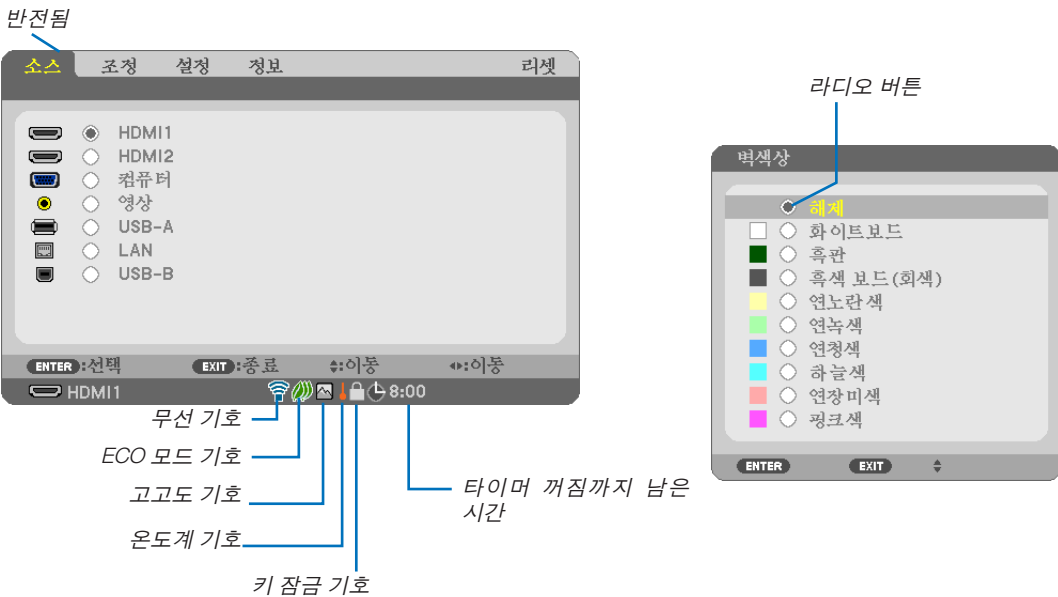 반전됨
소스 조정 설정 정보 리셋
HDMI1
HDMI2
컴퓨터
영상
USB-A
LAN
USB-B
ENTER:선택 EXIT:종료 :이동 :이동
HDMI1 8:00
무선 기호
ECO 모드 기호
고고도 기호
온도계 기호
키 잠금 기호
타이머 꺼짐까지 남은
시간
라디오 버튼
벽색상
해제
화이트보드
흑판
흑색 보드(회색)
연노란색
연녹색
연청색
하늘색
연장미색
핑크색
ENTER EXIT